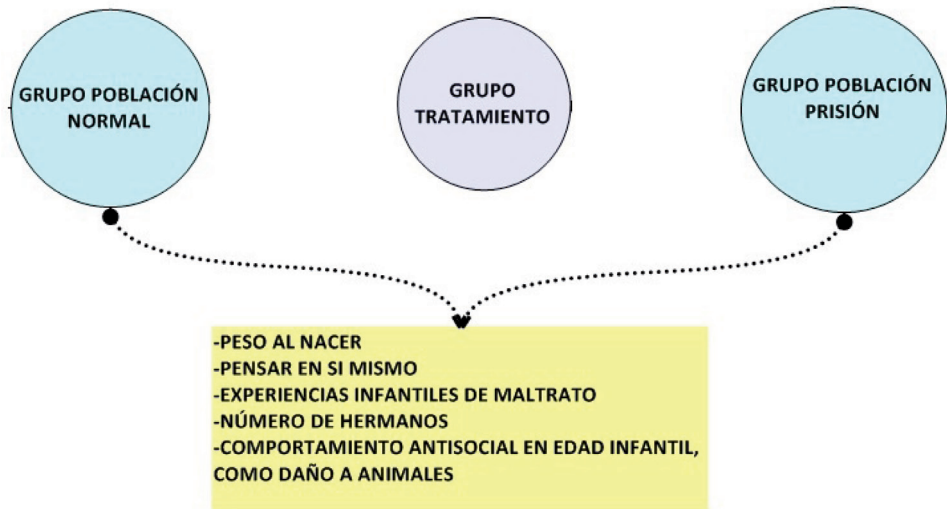 GRUPO POBLACIÓN
NORMAL
GRUPO
TRATAMIENTO
GRUPO POBLACIÓN
PRISIÓN
-PESO AL NACER
-PENSAR EN SI MISMO
-EXPERIENCIAS INFANTILES DE MALTRATO
-NÚMERO DE HERMANOS
-COMPORTAMIENTO ANTISOCIAL EN EDAD INFANTIL,
COMO DAÑO A ANIMALES